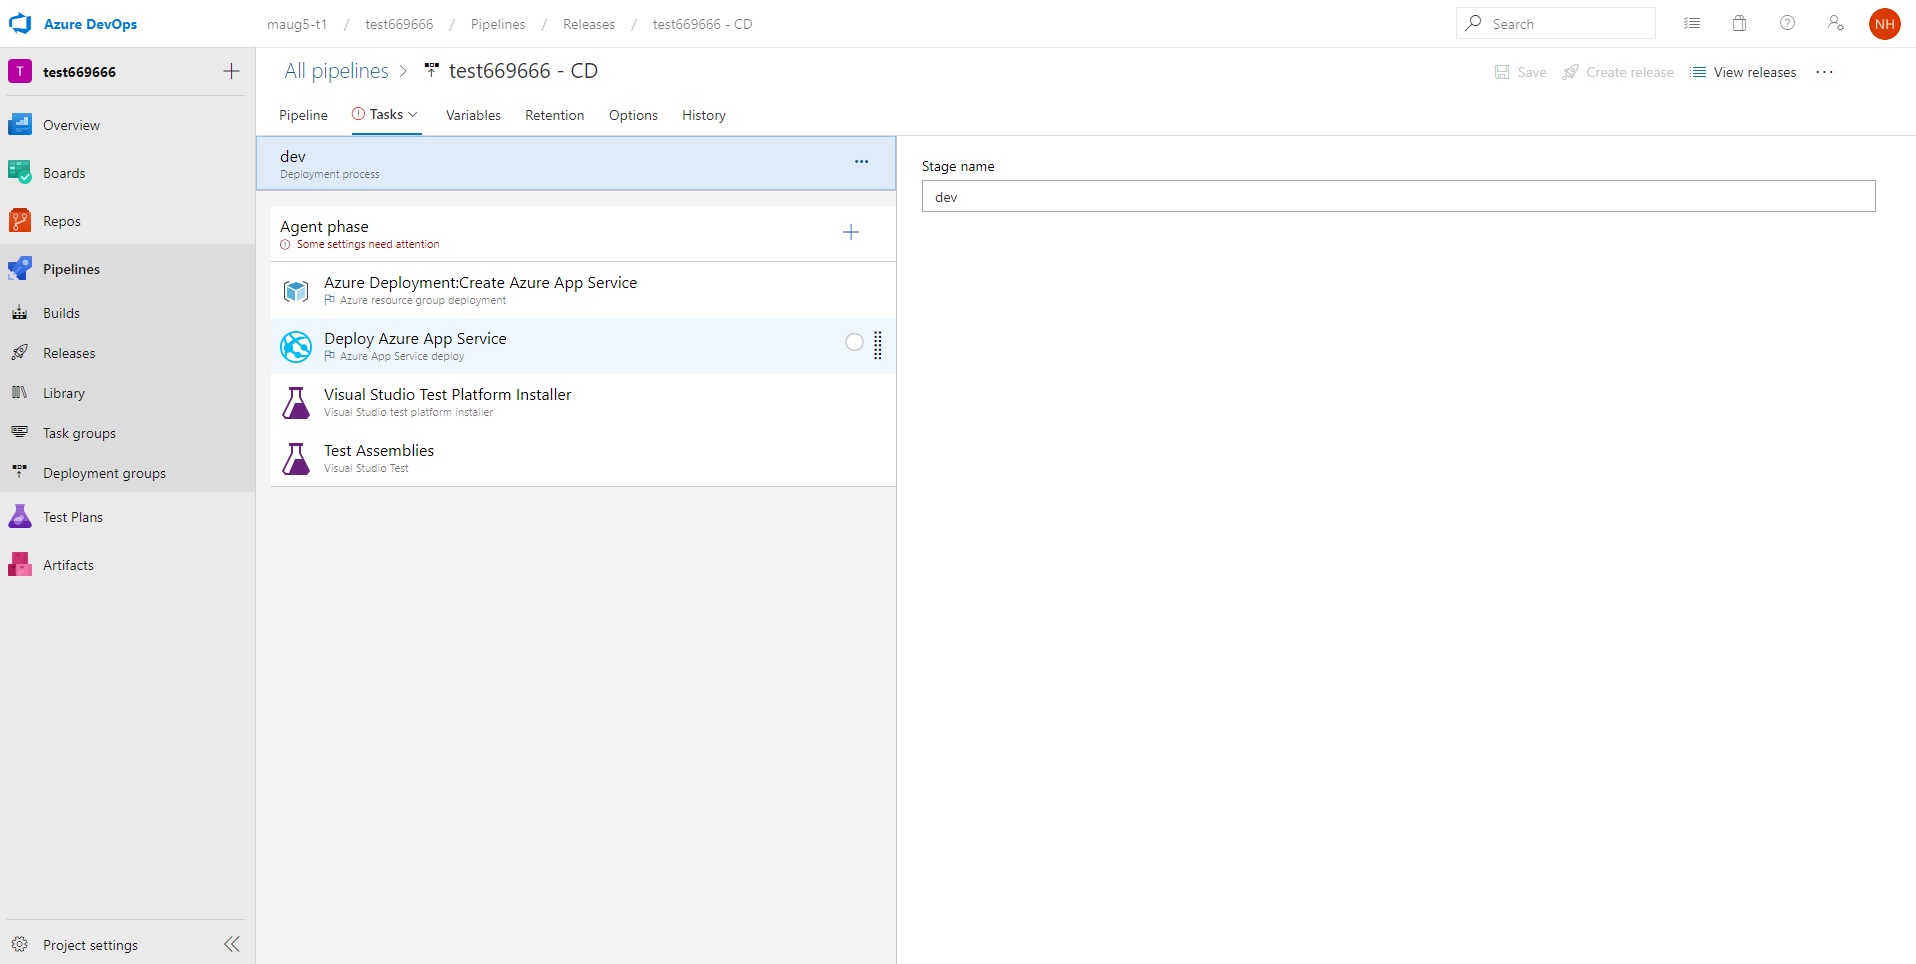 Azure DevOps
maug5-t1 / test669666 / Pipelines / Releases / test669666 - CD
Search
NH
T test669666
All pipelines > test669666 - CD
Save Create release View releases ...
Pipeline Tasks Variables Retention Options History
Overview
Boards
Repos
Pipelines
Builds
Releases
Library
Task groups
Deployment groups
Test Plans
Artifacts
Project settings
dev
Deployment process
Agent phase
Some settings need attention
Azure Deployment:Create Azure App Service
Azure resource group deployment
Deploy Azure App Service
Azure App Service deploy
Visual Studio Test Platform Installer
Visual Studio test platform installer
Test Assemblies
Visual Studio Test
Stage name
dev